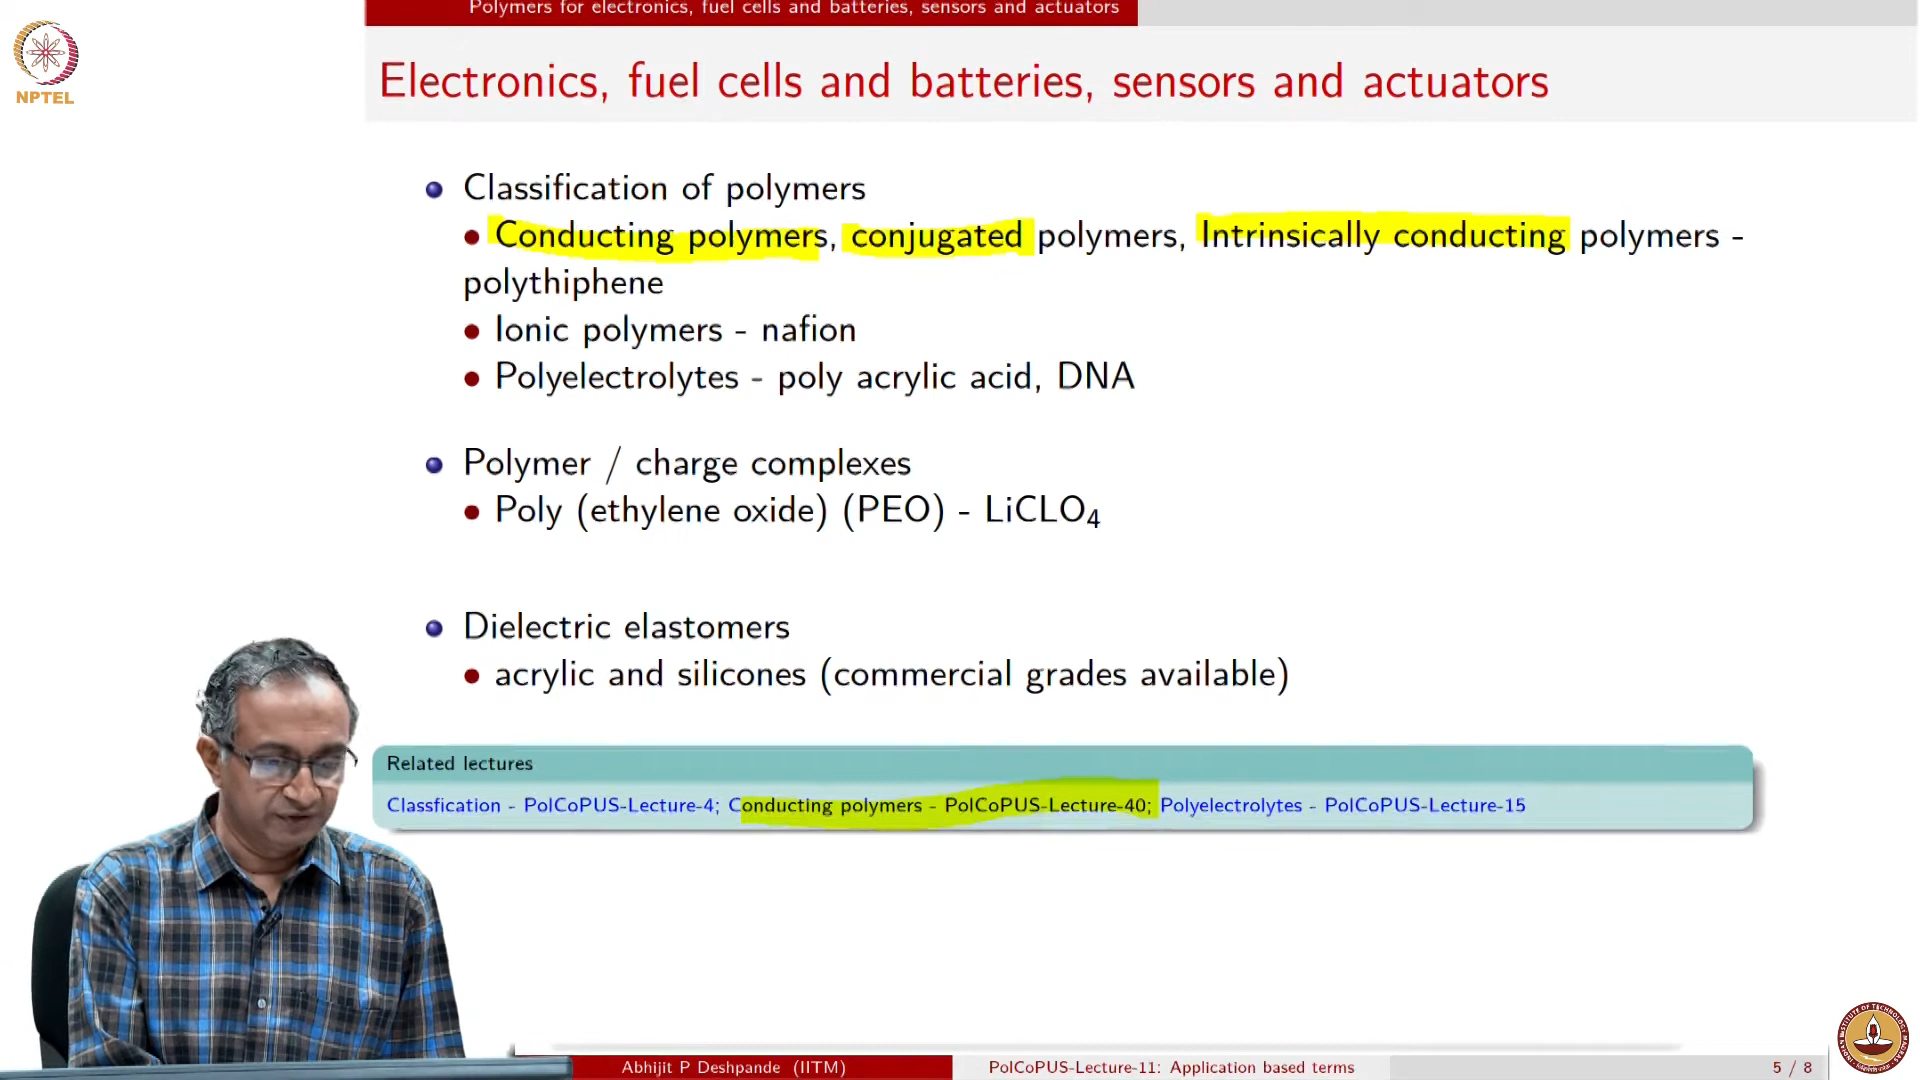 Polymers for electronics, fuel cells and batteries, sensors and actuators
NPTEL
Electronics, fuel cells and batteries, sensors and actuators
Classification of polymers
Conducting polymers, conjugated polymers, Intrinsically conducting polymers -
polythiphene
Ionic polymers - nafion
Polyelectrolytes - poly acrylic acid, DNA
Polymer / charge complexes
Poly (ethylene oxide) (PEO) - LiCLO4
Dielectric elastomers
acrylic and silicones (commercial grades available)
Related lectures
Classfication - PolCoPUS-Lecture-4; Conducting polymers - PolCoPUS-Lecture-40; Polyelectrolytes - PolCoPUS-Lecture-15
Abhijit P Deshpande (IITM)
PolCoPUS-Lecture-11: Application based terms
5 / 8